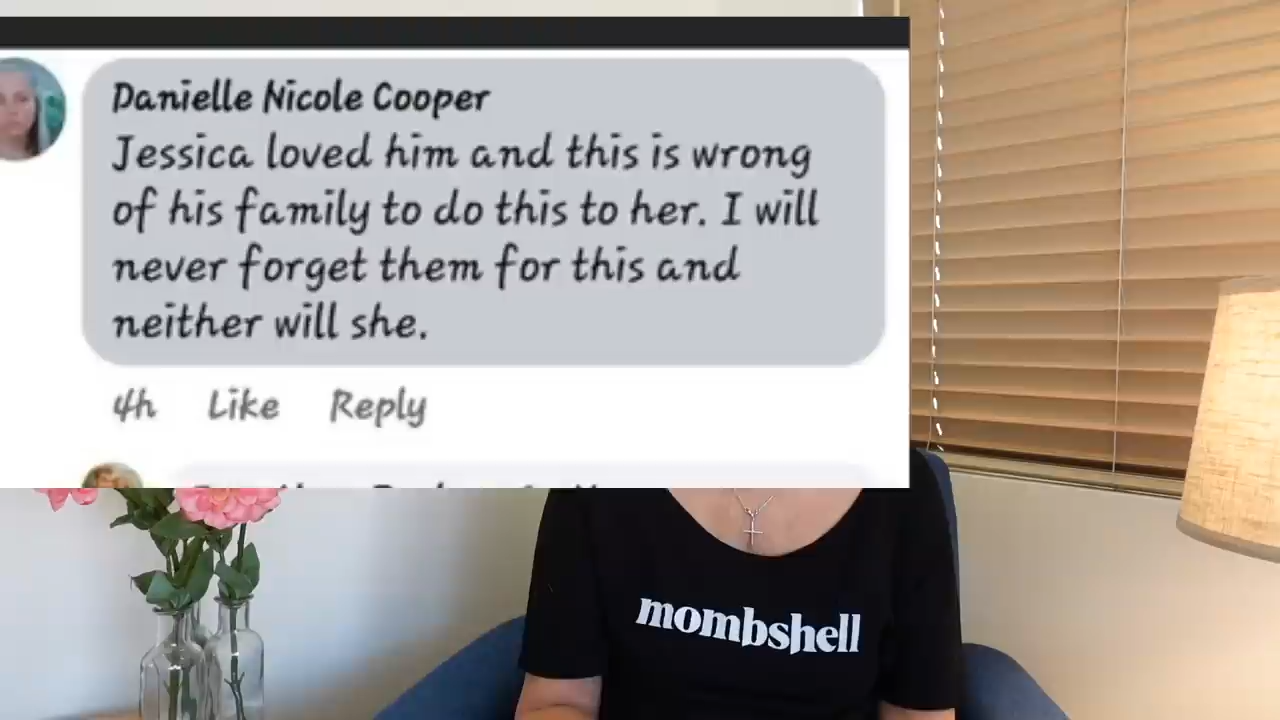 Danielle Nicole Cooper
Jessica loved him and this is wrong
of his family to do this to her. I will
never forget them for this and
neither will she.
4h Like Reply
mombshell